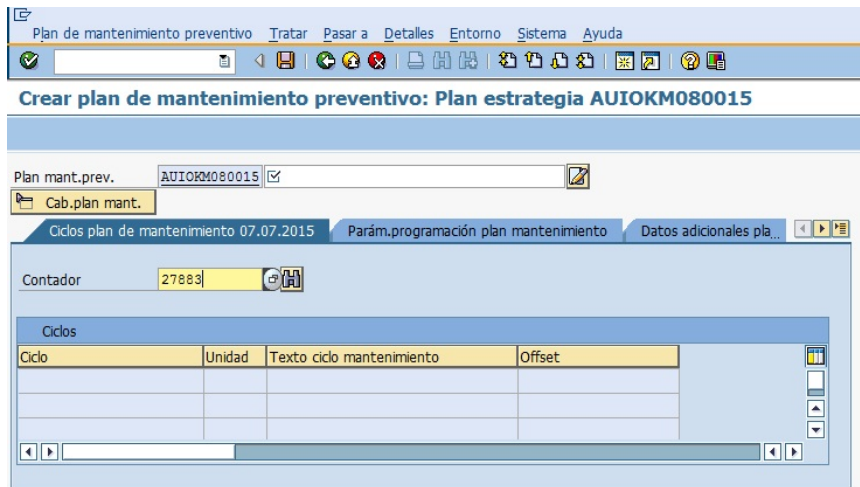 Plan de mantenimiento preventivo Tratar Pasar a Detalles Entorno Sistema Ayuda
Crear plan de mantenimiento preventivo: Plan estrategia AUIOKM080015
Plan mant.prev. AUIOKM080015
Cab.plan mant.
Ciclos plan de mantenimiento 07.07.2015 Parám.programación plan mantenimiento Datos adicionales pla...
Contador 27883
Ciclos
Ciclo Unidad Texto ciclo mantenimiento Offset